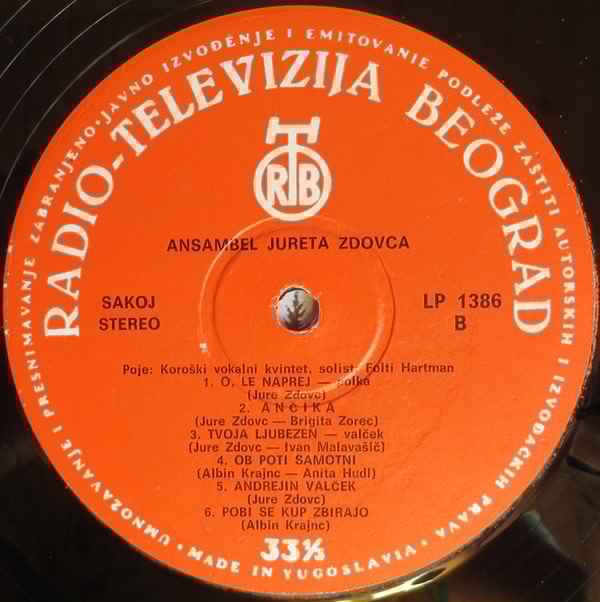 UMNOŽAVANJE I PRESNIMAVANJE ZABRANJENO • JAVNO IZVOĐENJE I EMITOVANJE PODLEŽE ZAŠTITI AUTORSKIH I IZVOĐAČKIH PRAVA •
RADIO-TELEVIZIJA BEOGRAD
RTB
ANSAMBEL JURETA ZDOVCA
SAKOJ
STEREO
LP 1386
B
Poje: Koroški vokalni kvintet, solist: Folti Hartman
1. O, LE NAPREJ — polka
(Jure Zdovc)
2. ANČIKA
(Jure Zdovc — Brigita Zorec)
3. TVOJA LJUBEZEN — valček
(Jure Zdovc — Ivan Malavašič)
4. OB POTI SAMOTNI
(Albin Krajnc — Anita Hudl)
5. ANDREJIN VALČEK
(Jure Zdovc)
6. POBI SE KUP ZBIRAJO
(Albin Krajnc)
33⅓
MADE IN YUGOSLAVIA •